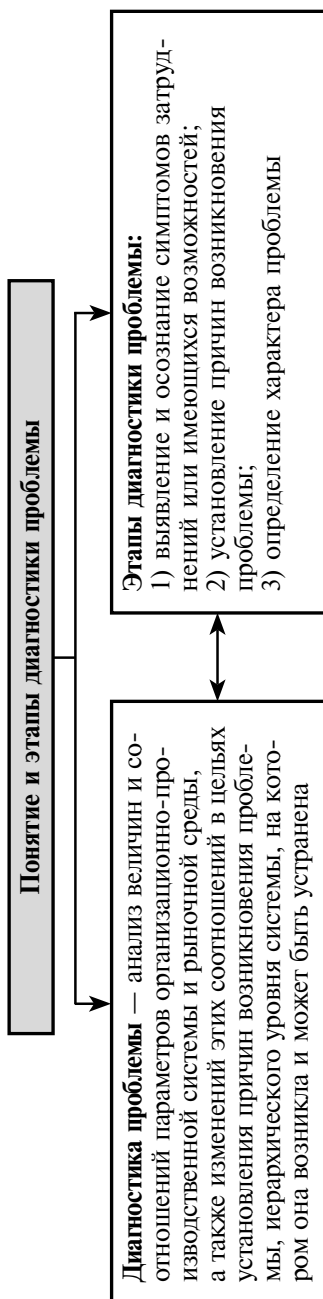 Понятие и этапы диагностики проблемы
Диагностика проблемы — анализ величин и со-
отношений параметров организационно-про-
изводственной системы и рыночной среды,
а также изменений этих соотношений в цельях
установления причин возникновения пробле-
мы, иерархического уровня системы, на кото-
ром она возникла и может быть устранена
Этапы диагностики проблемы:
1) выявление и осознание симптомов затруд-
нений или имеющихся возможностей;
2) установление причин возникновения
проблемы;
3) определение характера проблемы